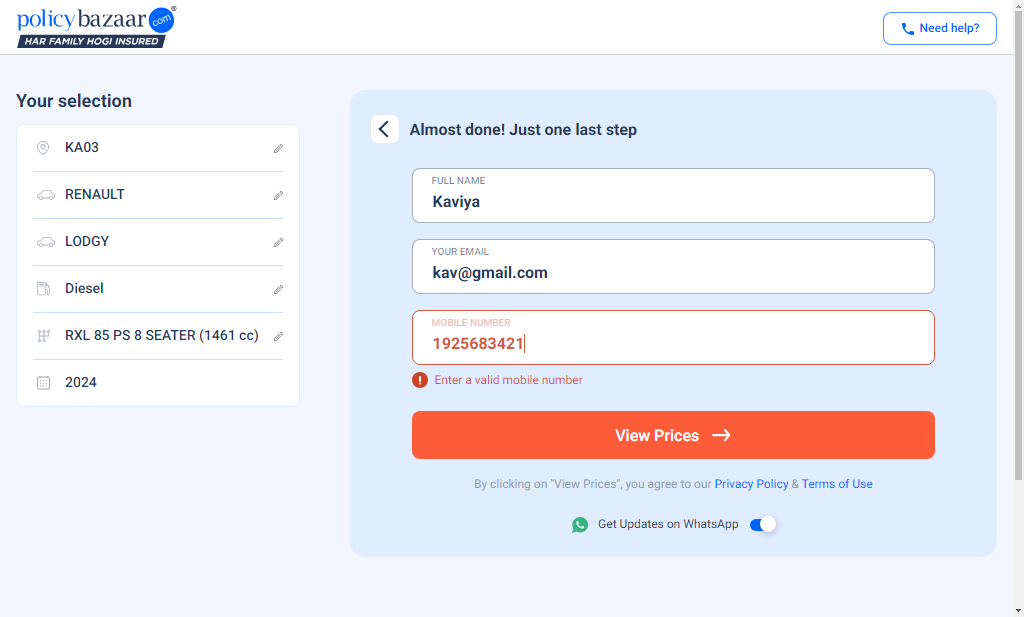 policybazaar.com®
HAR FAMILY HOGI INSURED
Need help?
Your selection
KA03
RENAULT
LODGY
Diesel
RXL 85 PS 8 SEATER (1461 cc)
2024
Almost done! Just one last step
FULL NAME
Kaviya
YOUR EMAIL
kav@gmail.com
MOBILE NUMBER
1925683421
Enter a valid mobile number
View Prices
By clicking on "View Prices", you agree to our Privacy Policy & Terms of Use
Get Updates on WhatsApp